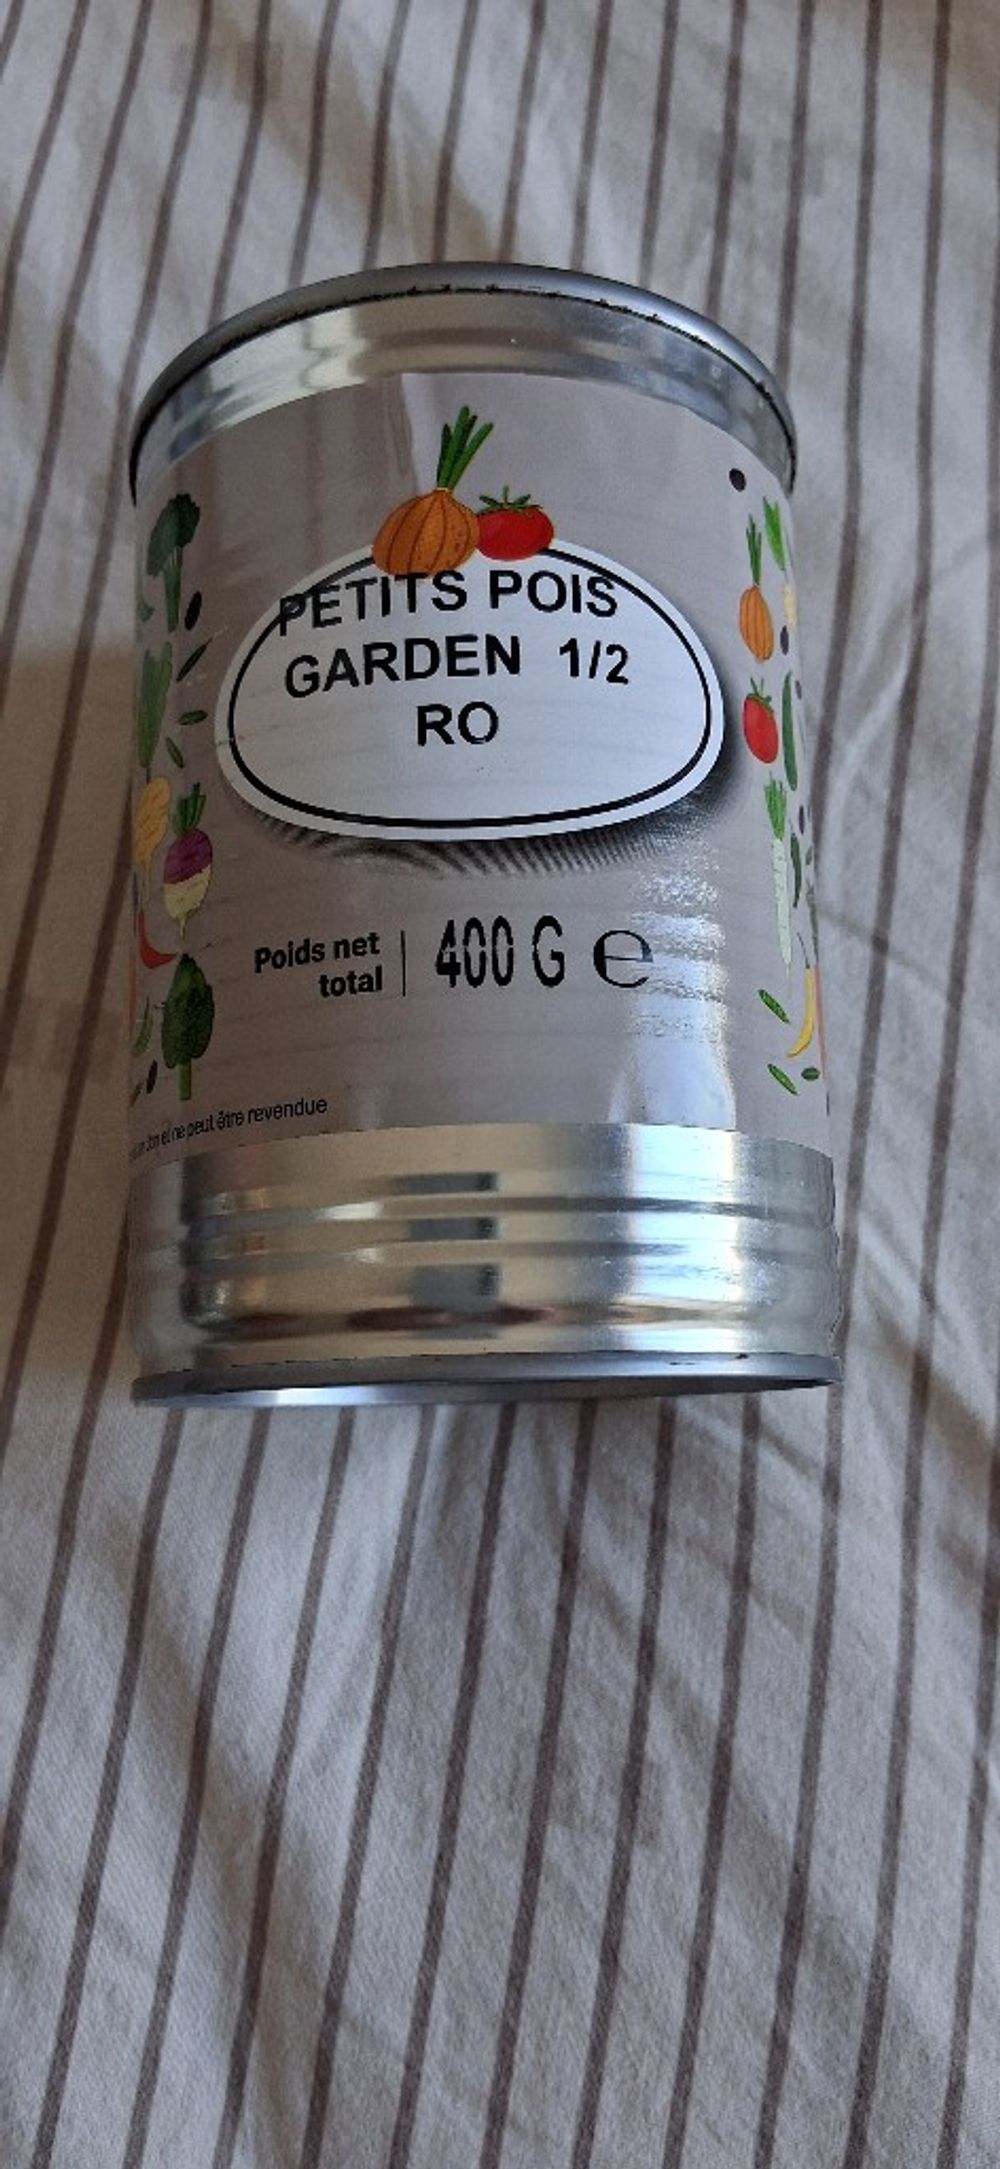 PETITS POIS
GARDEN 1/2
RO
Poids net
total
400 G e
et ne peut être revendue